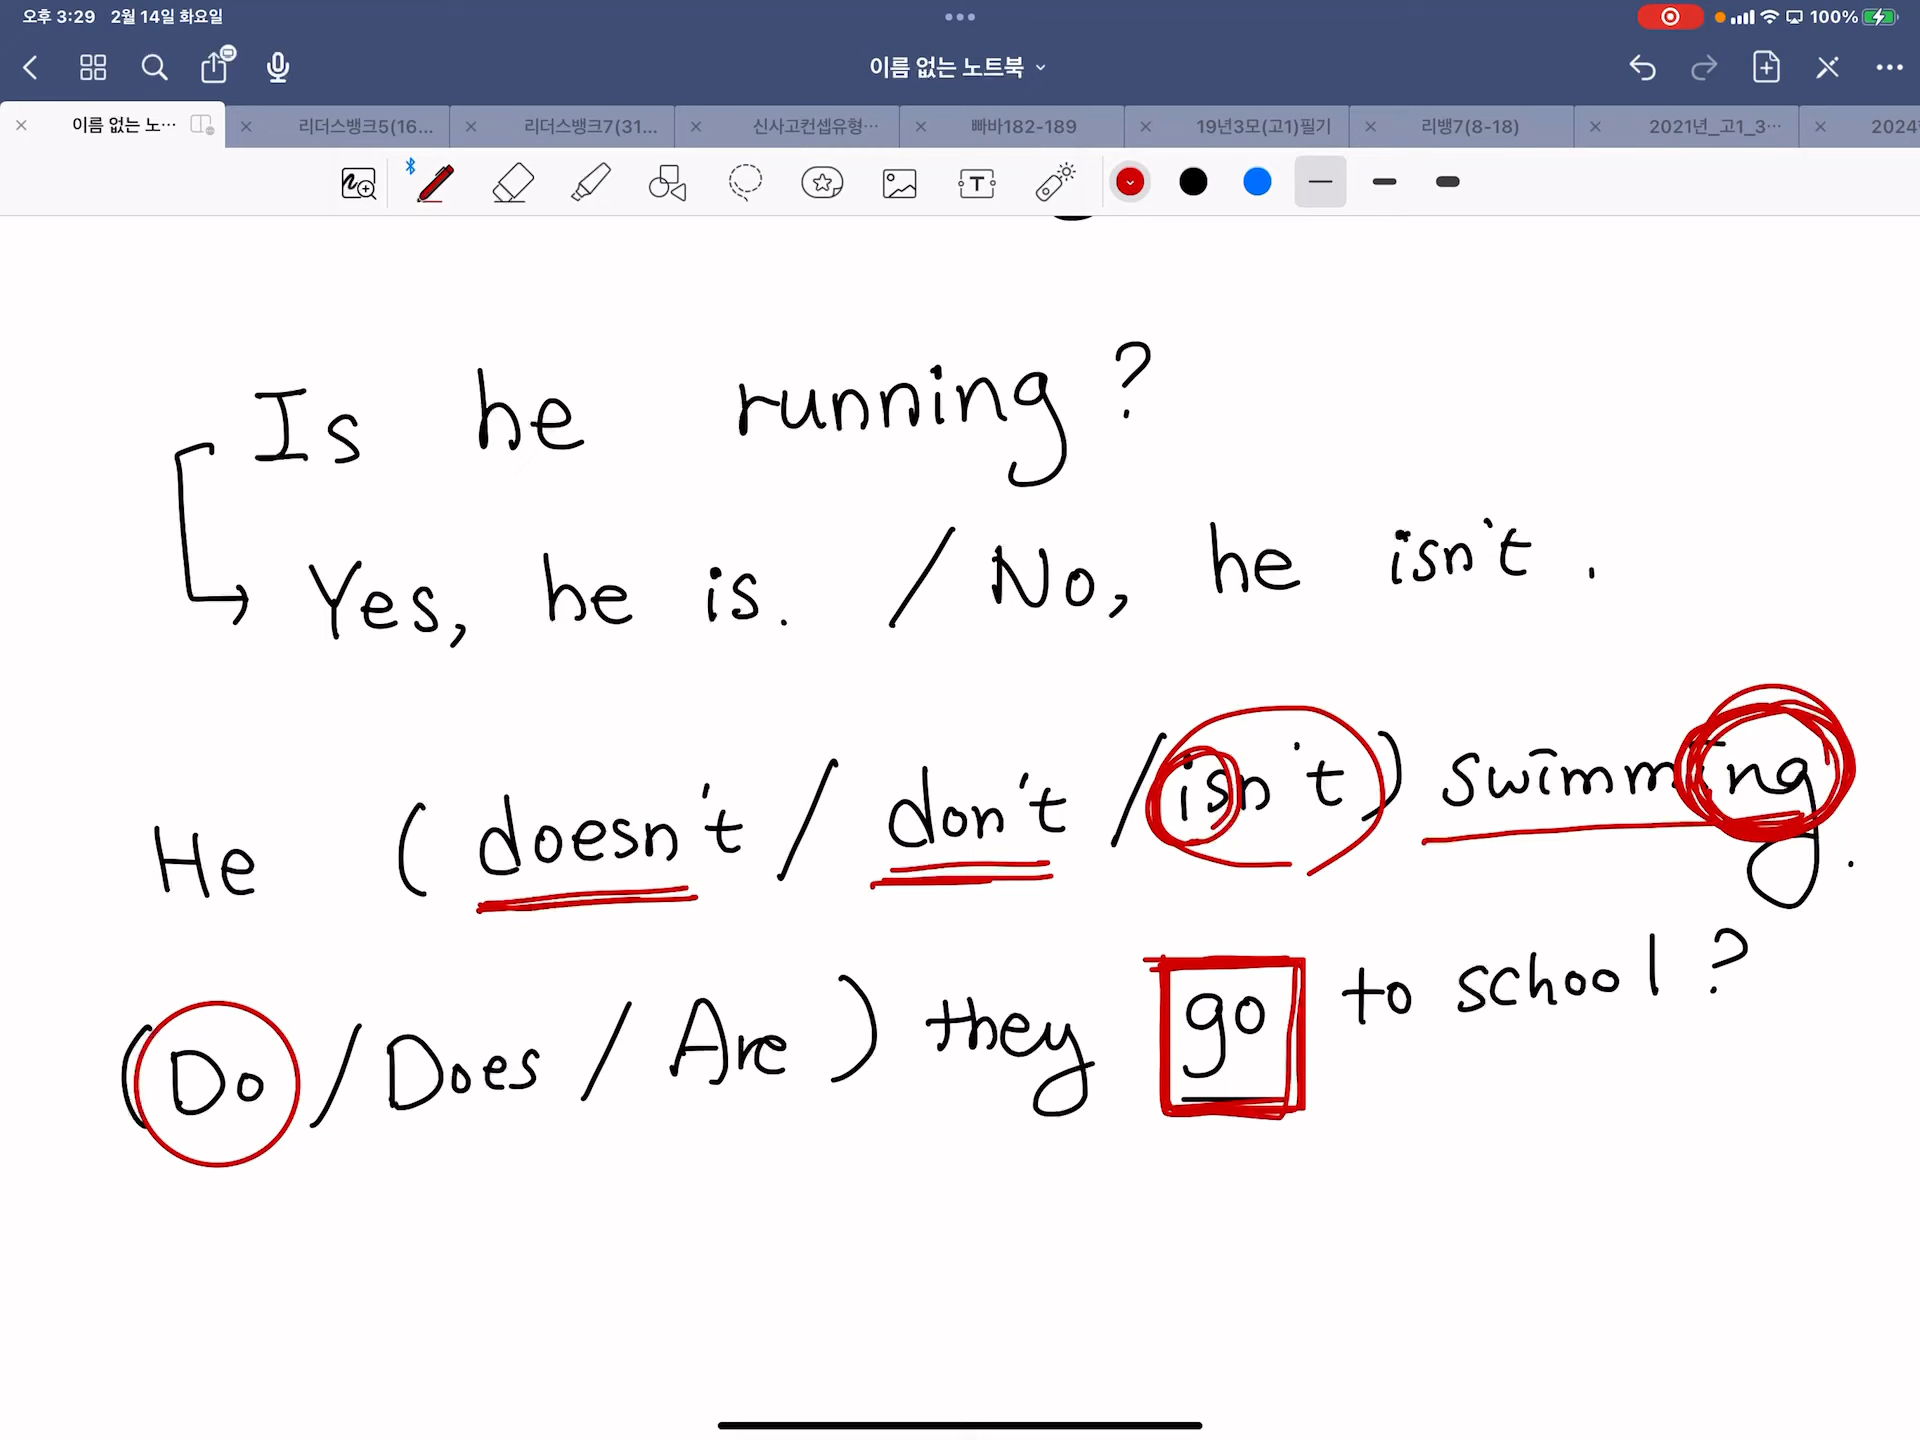 오후 3:29 2월 14일 화요일 100%
이름 없는 노트북
이름 없는 노… 리더스뱅크5(16... 리더스뱅크7(31... 신사고컨셉유형… 빠바182-189 19년3모(고1)필기 리뱅7(8-18) 2021년_고1_3… 2024
T
Is he running?
Yes, he is. / No, he isn't.
He (doesn't / don't / isn't) swimming.
(Do / Does / Are) they go to school?